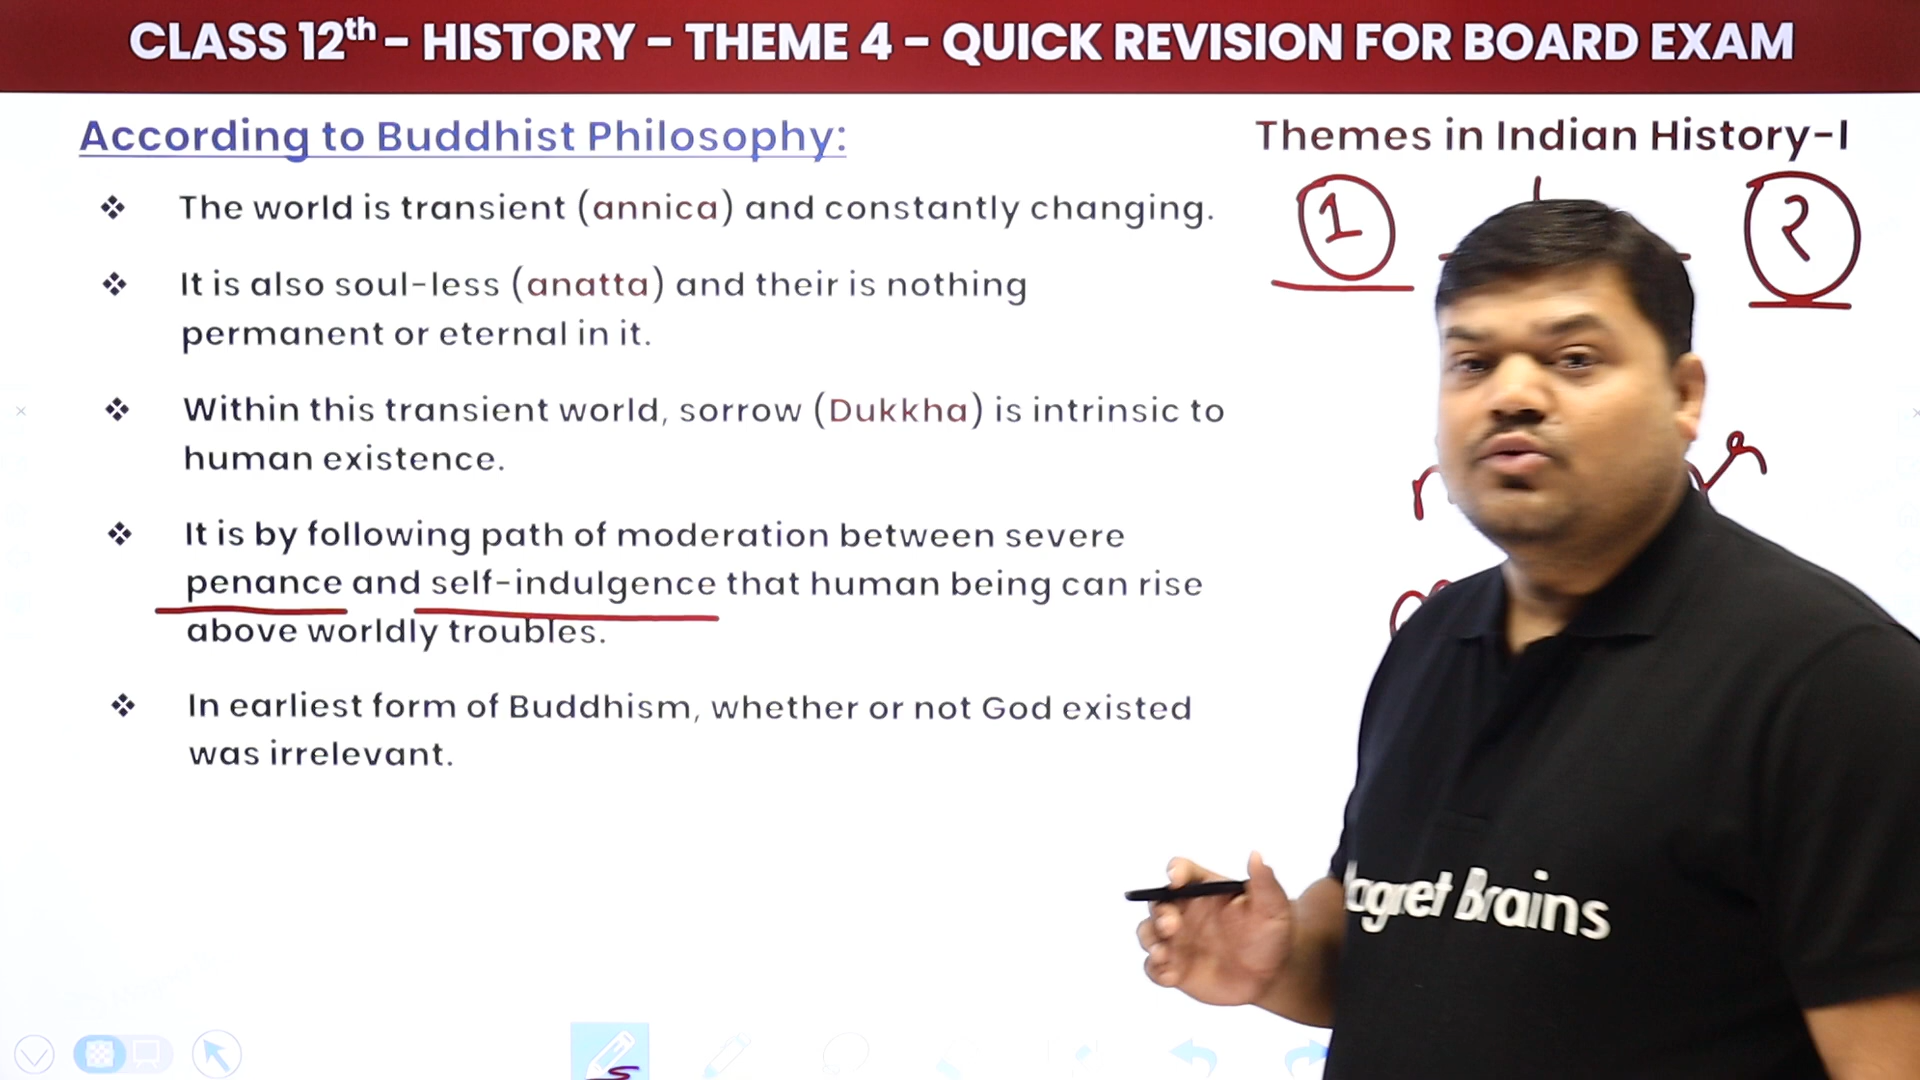 CLASS 12th – HISTORY – THEME 4 – QUICK REVISION FOR BOARD EXAM
According to Buddhist Philosophy:
Themes in Indian History-I
❖ The world is transient (annica) and constantly changing.
❖ It is also soul-less (anatta) and their is nothing
permanent or eternal in it.
❖ Within this transient world, sorrow (Dukkha) is intrinsic to
human existence.
❖ It is by following path of moderation between severe
penance and self-indulgence that human being can rise
above worldly troubles.
❖ In earliest form of Buddhism, whether or not God existed
was irrelevant.
1
२
agnet Brains